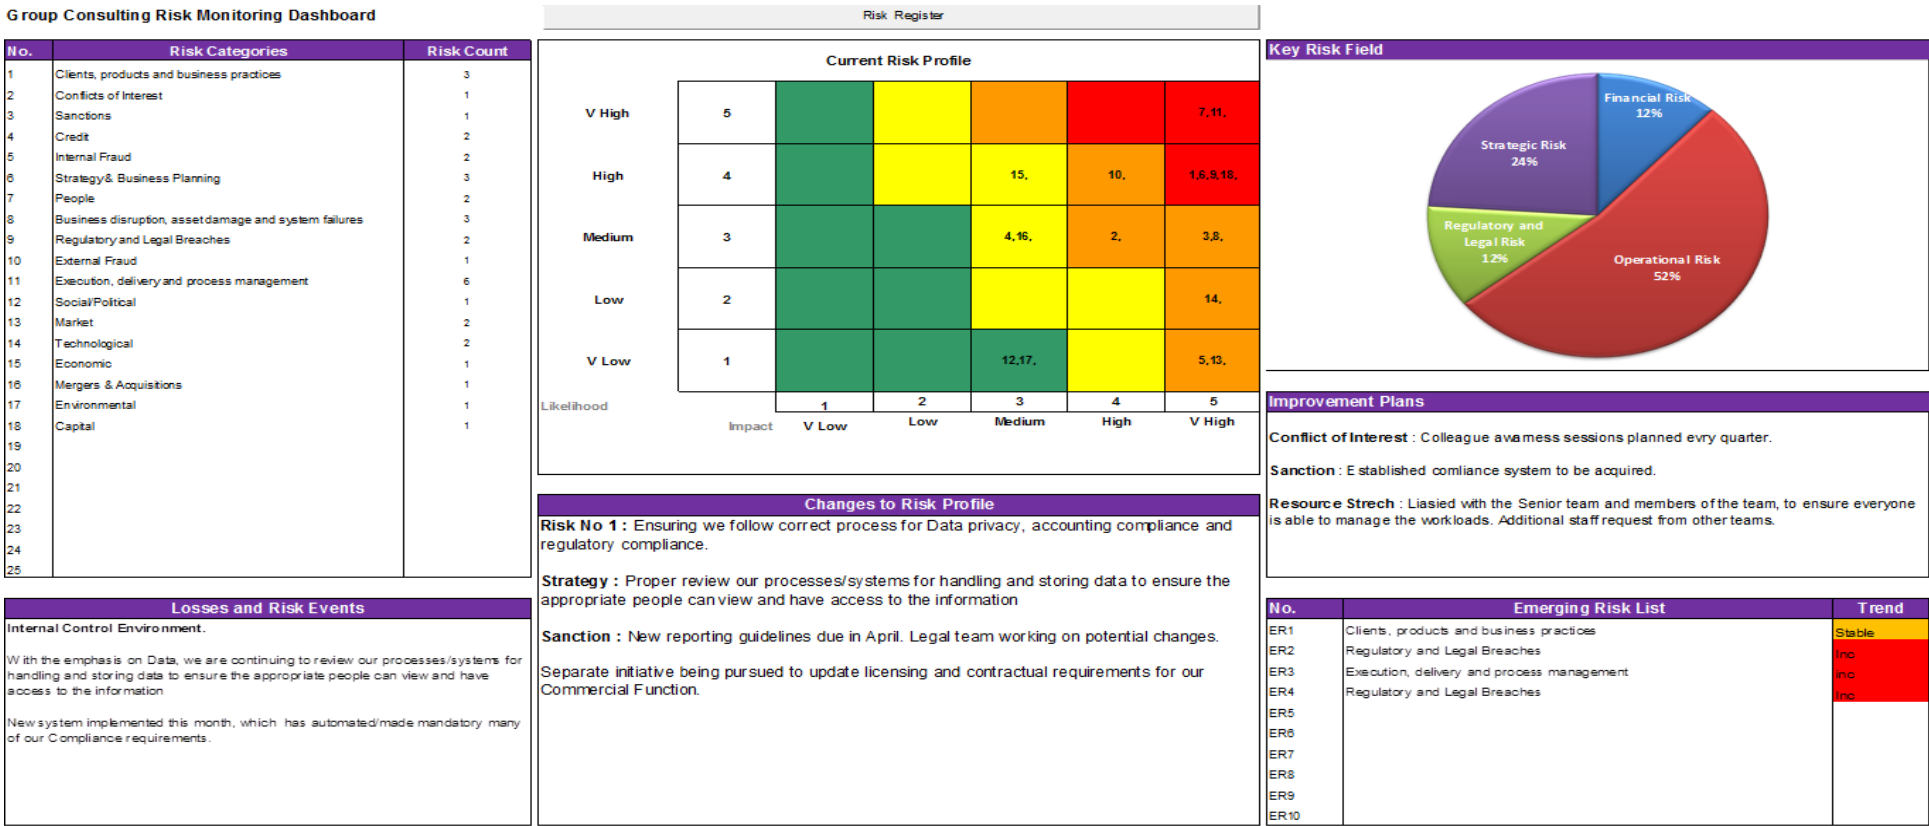 Group Consulting Risk Monitoring Dashboard
Risk Register
No. Risk Categories Risk Count
1 Clients, products and business practices 3
2 Conflicts of Interest 1
3 Sanctions 1
4 Credit 2
5 Internal Fraud 2
6 Strategy& Business Planning 3
7 People 2
8 Business disruption, asset damage and system failures 3
9 Regulatory and Legal Breaches 2
10 External Fraud 1
11 Execution, delivery and process management 6
12 Social/Political 1
13 Market 2
14 Technological 2
15 Economic 1
16 Mergers & Acquisitions 1
17 Environmental 1
18 Capital 1
19
20
21
22
23
24
25
Losses and Risk Events
Internal Control Environment.
With the emphasis on Data, we are continuing to review our processes/systems for
handling and storing data to ensure the appropriate people can view and have
access to the information
New system implemented this month, which has automated/made mandatory many
of our Compliance requirements.
Current Risk Profile
V High 5 7,11,
High 4 15, 10, 1,6,9,18,
Medium 3 4,16, 2, 3,8,
Low 2 14,
V Low 1 12,17, 5,13,
Likelihood 1 2 3 4 5
Impact V Low Low Medium High V High
Changes to Risk Profile
Risk No 1 : Ensuring we follow correct process for Data privacy, accounting compliance and
regulatory compliance.
Strategy : Proper review our processes/systems for handling and storing data to ensure the
appropriate people can view and have access to the information
Sanction : New reporting guidelines due in April. Legal team working on potential changes.
Separate initiative being pursued to update licensing and contractual requirements for our
Commercial Function.
Key Risk Field
Financial Risk
12%
Strategic Risk
24%
Regulatory and
Legal Risk
12%
Operational Risk
52%
Improvement Plans
Conflict of Interest : Colleague awarness sessions planned evry quarter.
Sanction : Established comliance system to be acquired.
Resource Strech : Liasied with the Senior team and members of the team, to ensure everyone
is able to manage the workloads. Additional staff request from other teams.
No. Emerging Risk List Trend
ER1 Clients, products and business practices Stable
ER2 Regulatory and Legal Breaches Inc
ER3 Execution, delivery and process management Inc
ER4 Regulatory and Legal Breaches Inc
ER5
ER6
ER7
ER8
ER9
ER10